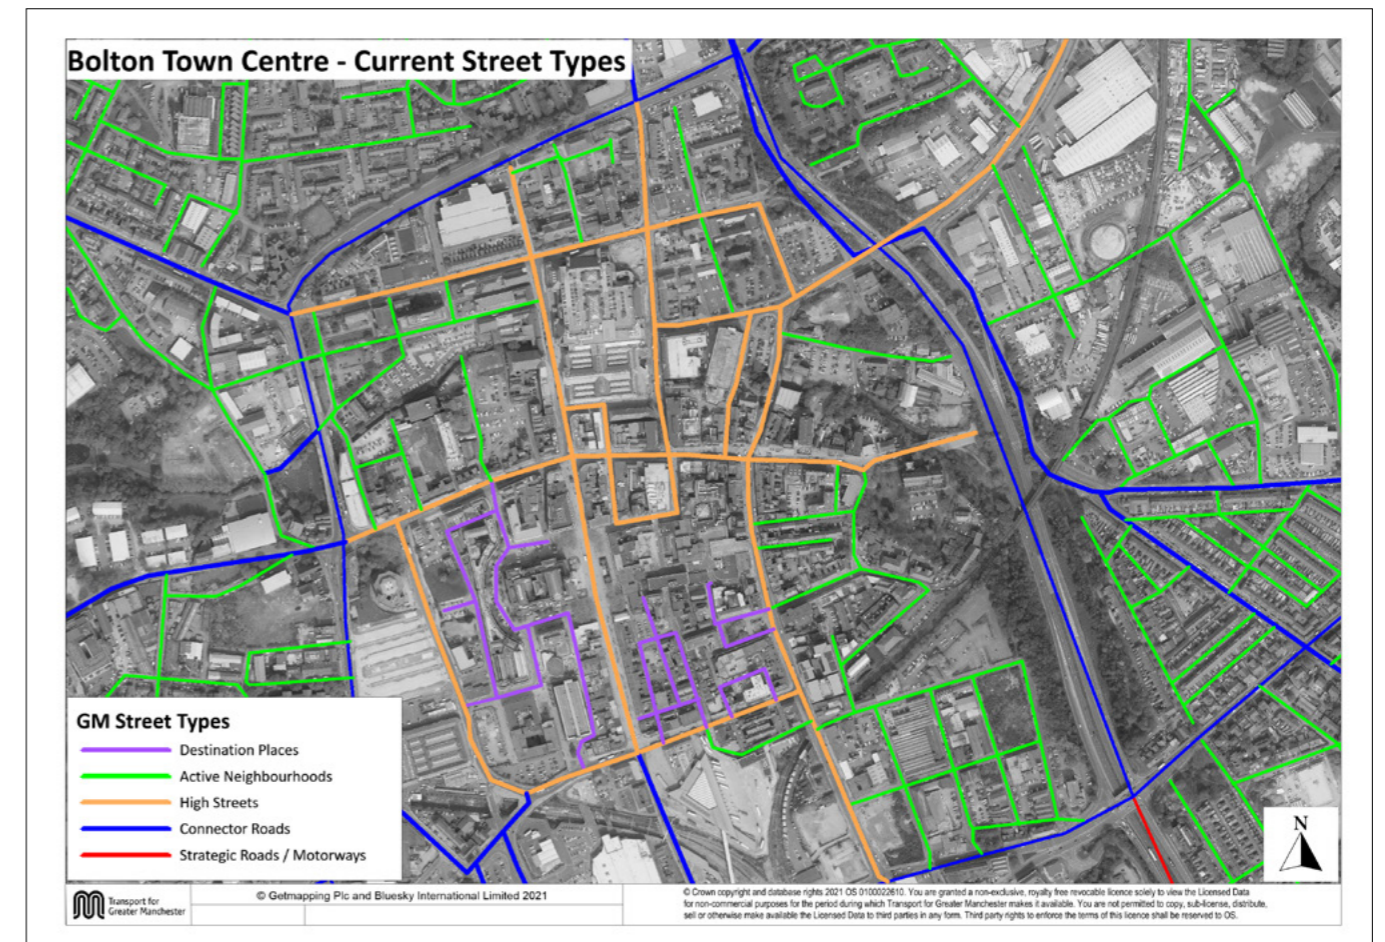 Bolton Town Centre - Current Street Types
GM Street Types
Destination Places
Active Neighbourhoods
High Streets
Connector Roads
Strategic Roads / Motorways
N
Transport for
Greater Manchester
© Getmapping Plc and Bluesky International Limited 2021
© Crown copyright and database rights 2021 OS 0100022610. You are granted a non-exclusive, royalty free revocable licence solely to view the Licensed Data
for non-commercial purposes for the period during which Transport for Greater Manchester makes it available. You are not permitted to copy, sub-license, distribute,
sell or otherwise make available the Licensed Data to third parties in any form. Third party rights to enforce the terms of this licence shall be reserved to OS.